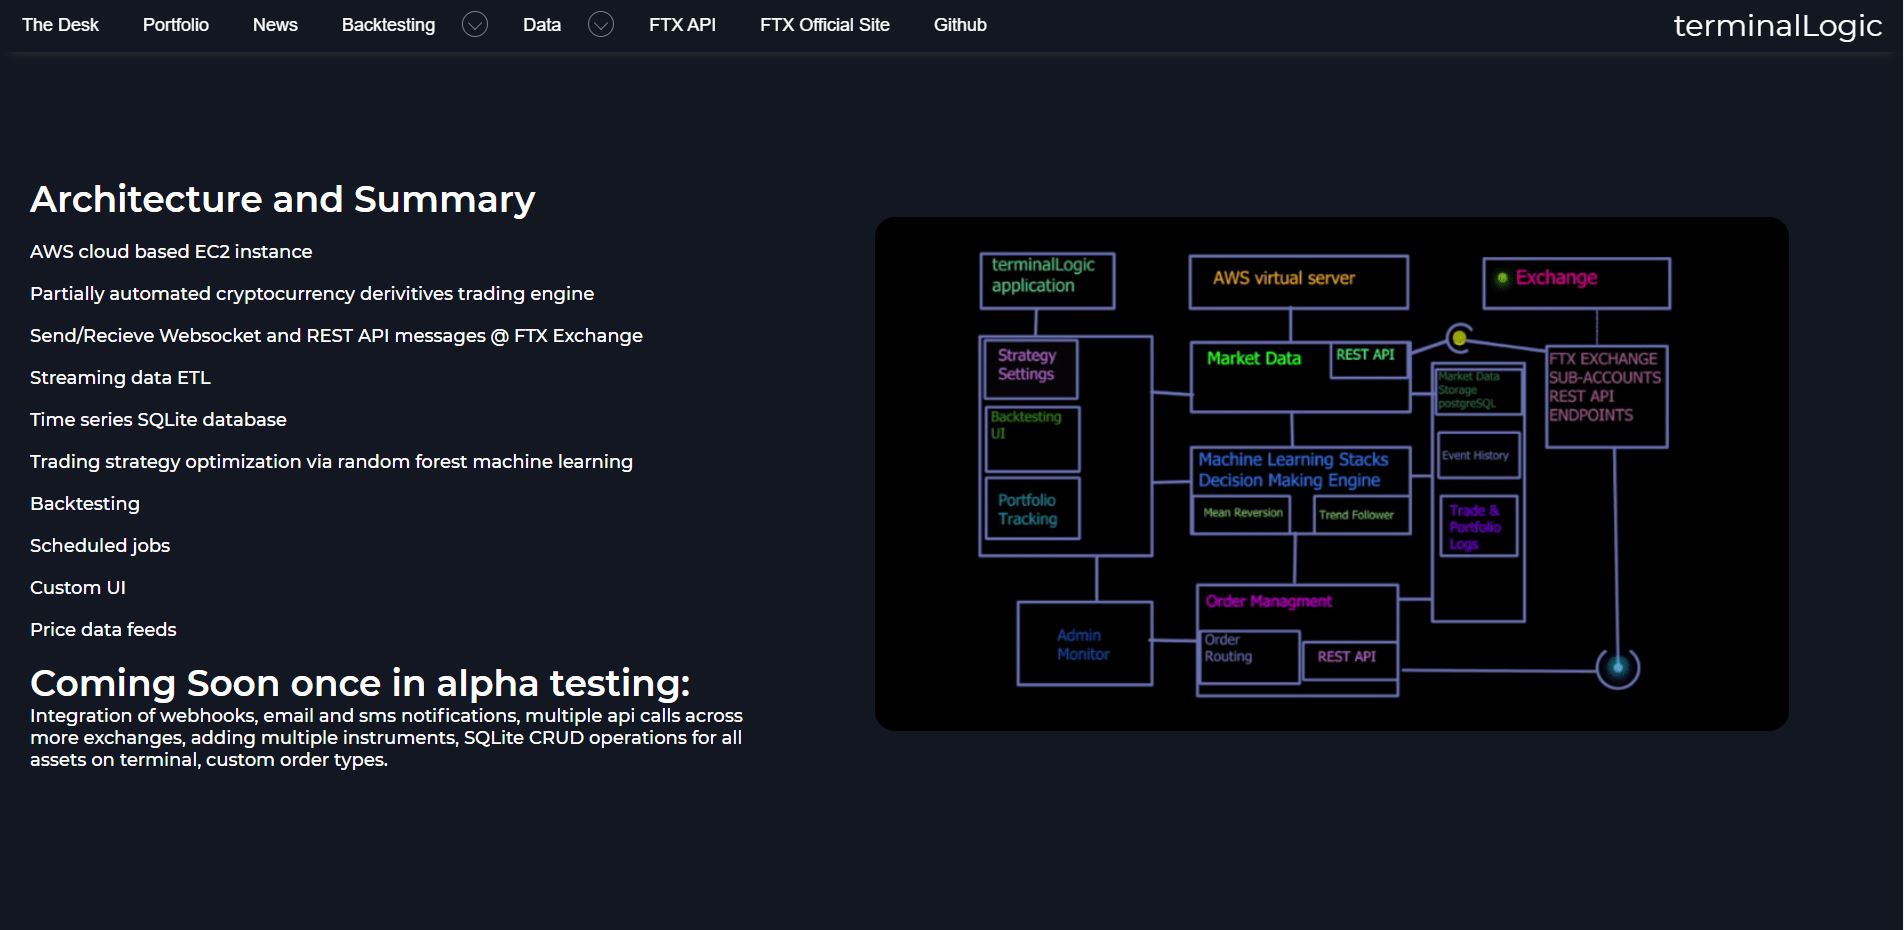 The Desk
Portfolio
News
Backtesting
Data
FTX API
FTX Official Site
Github
terminalLogic
Architecture and Summary
AWS cloud based EC2 instance
Partially automated cryptocurrency derivitives trading engine
Send/Recieve Websocket and REST API messages @ FTX Exchange
Streaming data ETL
Time series SQLite database
Trading strategy optimization via random forest machine learning
Backtesting
Scheduled jobs
Custom UI
Price data feeds
Coming Soon once in alpha testing:
Integration of webhooks, email and sms notifications, multiple api calls across
more exchanges, adding multiple instruments, SQLite CRUD operations for all
assets on terminal, custom order types.
terminalLogic
application
Strategy
Settings
Backtesting
UI
Portfolio
Tracking
Admin
Monitor
AWS virtual server
Market Data
REST API
Machine Learning Stacks
Decision Making Engine
Mean Reversion
Trend Follower
Order Managment
Order
Routing
REST API
Market Data
Storage
postgreSQL
Event History
Trade &
Portfolio
Logs
Exchange
FTX EXCHANGE
SUB-ACCOUNTS
REST API
ENDPOINTS